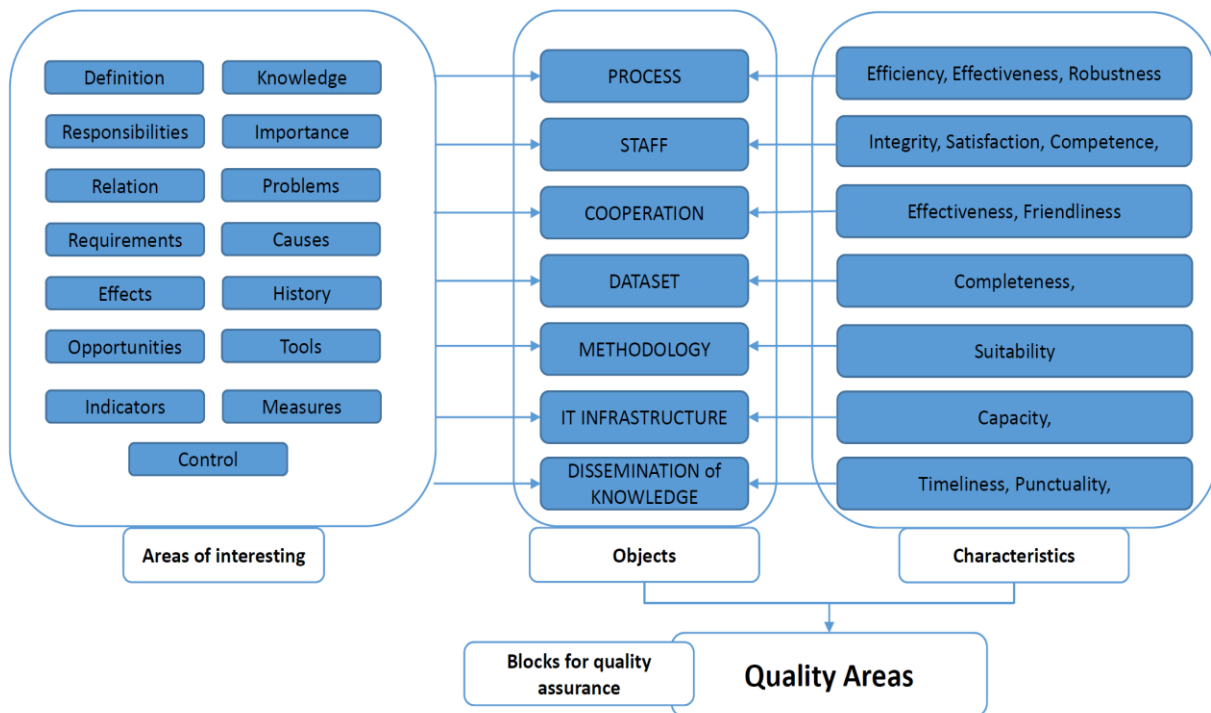 Definition
Knowledge
Responsibilities
Importance
Relation
Problems
Requirements
Causes
Effects
History
Opportunities
Tools
Indicators
Measures
Control
Areas of interesting
PROCESS
STAFF
COOPERATION
DATASET
METHODOLOGY
IT INFRASTRUCTURE
DISSEMINATION of
KNOWLEDGE
Objects
Efficiency, Effectiveness, Robustness
Integrity, Satisfaction, Competence,
Effectiveness, Friendliness
Completeness,
Suitability
Capacity,
Timeliness, Punctuality,
Characteristics
Blocks for quality
assurance
Quality Areas